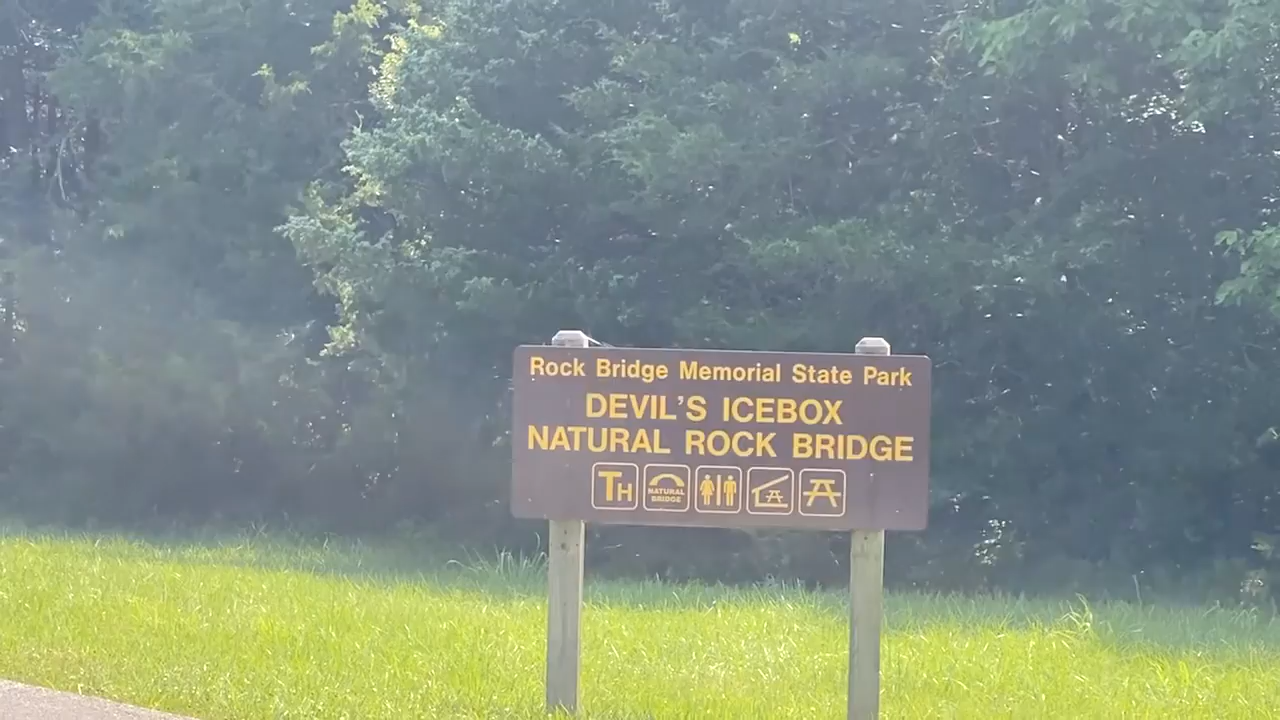 Rock Bridge Memorial State Park
DEVIL'S ICEBOX
NATURAL ROCK BRIDGE
TH
NATURAL
BRIDGE